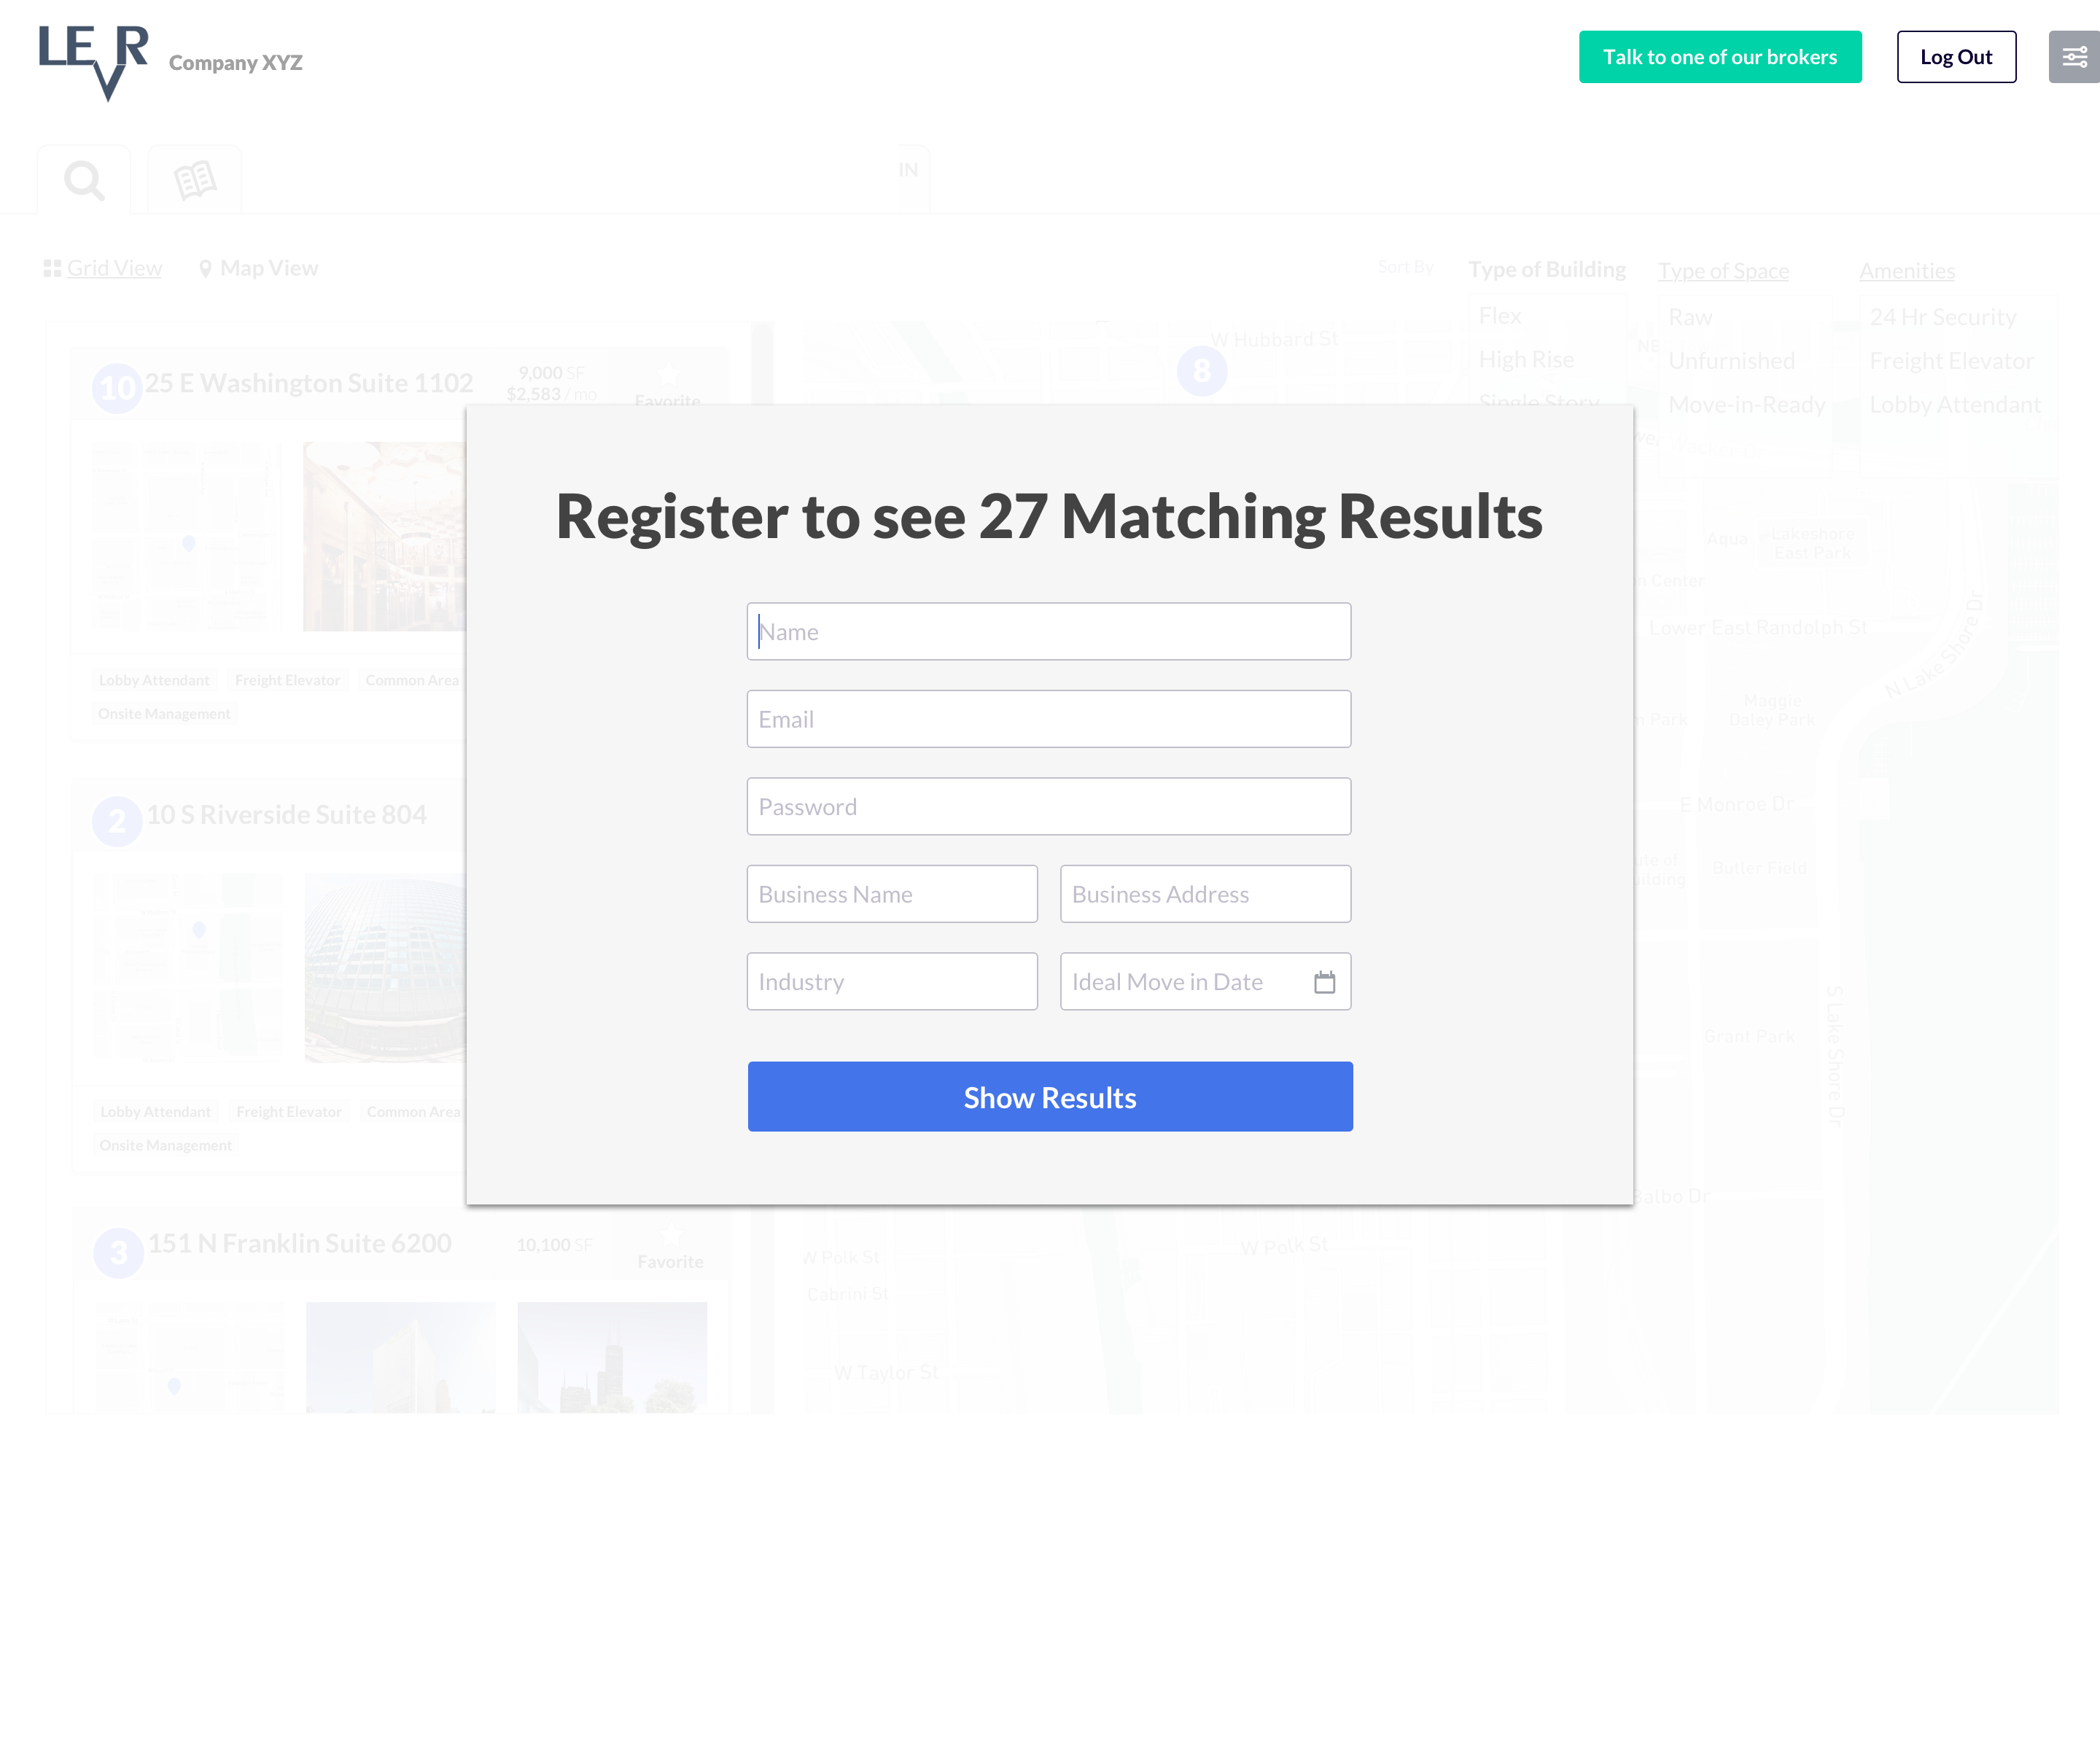 LEVR
Company XYZ
Talk to one of our brokers
Log Out
IN
Grid View
Map View
Sort By
Type of Building
Type of Space
Amenities
Flex
High Rise
Single Story
Raw
Unfurnished
Move-in-Ready
24 Hr Security
Freight Elevator
Lobby Attendant
10
25 E Washington Suite 1102
9,000 SF
$2,583 / mo
Favorite
W Hubbard St
8
NE
Register to see 27 Matching Results
Name
Email
Password
Business Name
Business Address
Industry
Ideal Move in Date
Show Results
Lobby Attendant
Freight Elevator
Common Area
Onsite Management
2
10 S Riverside Suite 804
Lobby Attendant
Freight Elevator
Common Area
Onsite Management
Aqua
Lakeshore
East Park
n Center
Lower East Randolph St
N Lake Shore Dr
n Park
Maggie
Daley Park
E Monroe Dr
ute of
Butler Field
Grant Park
S Lake Shore Dr
Balbo Dr
3
151 N Franklin Suite 6200
10,100 SF
Favorite
W Polk St
W Polk St
Cabrini St
W Taylor St